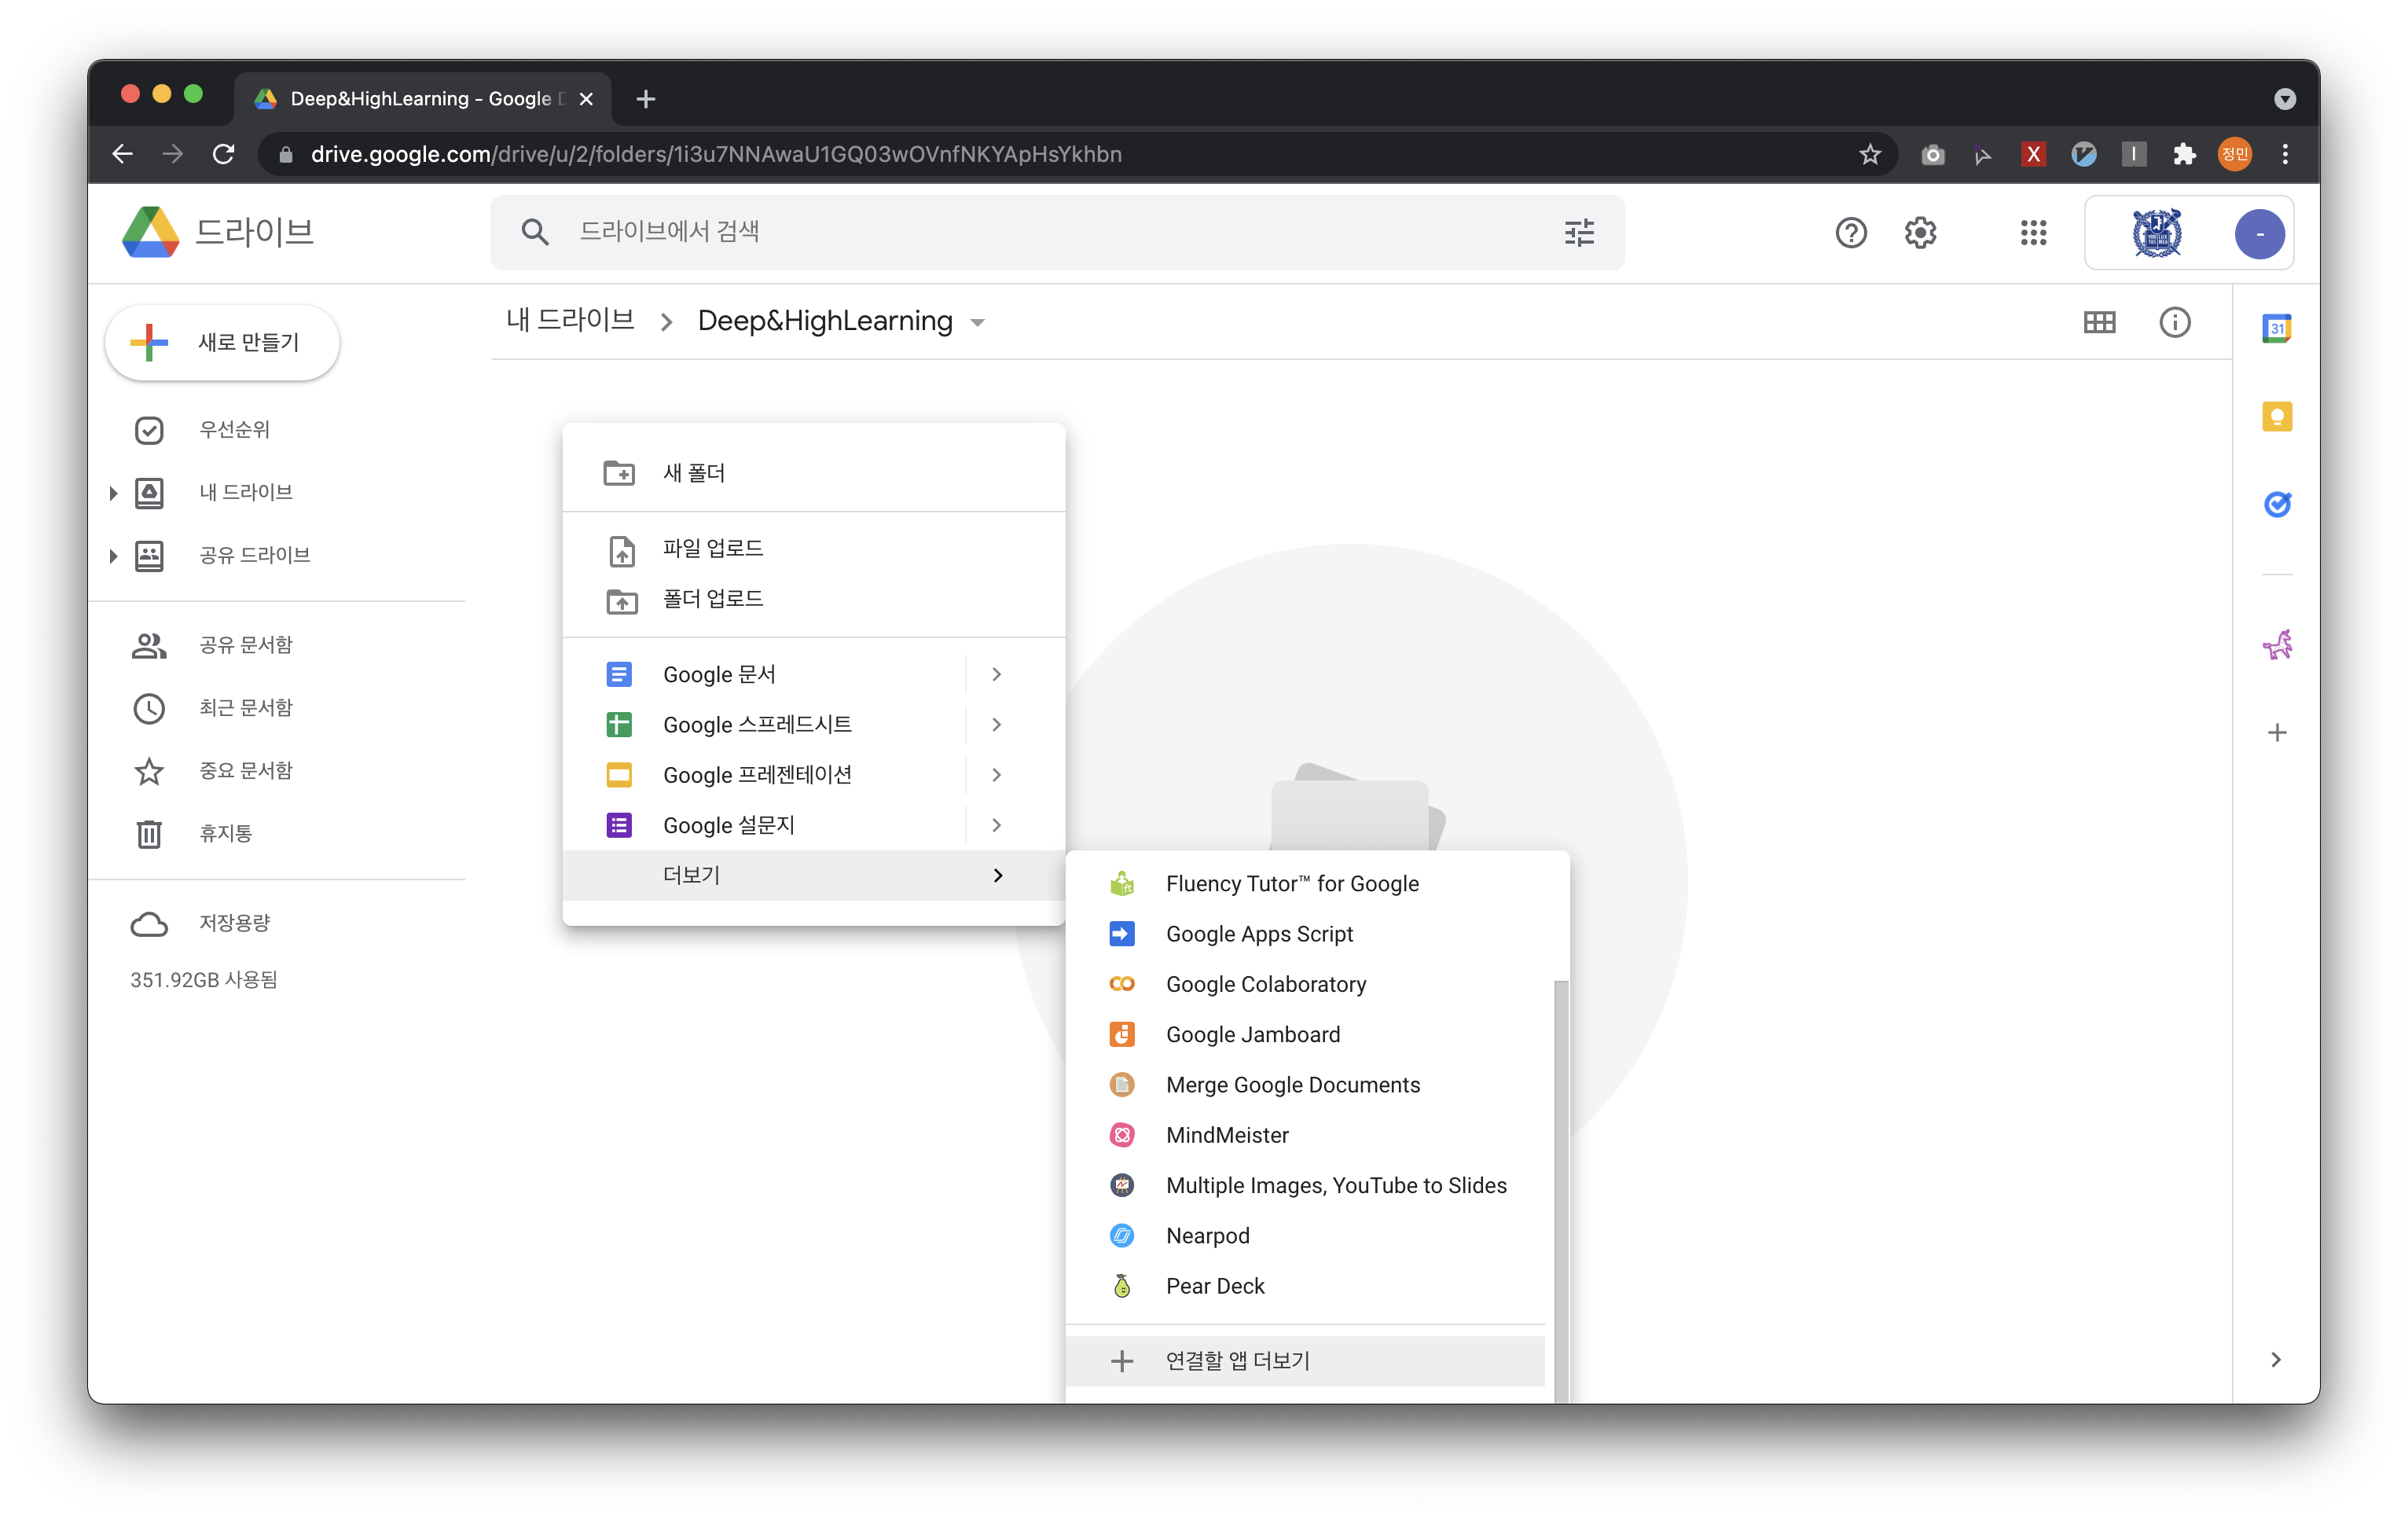 Deep&HighLearning - Google D
drive.google.com/drive/u/2/folders/1i3u7NNAwaU1GQ03wOVnfNKYApHsYkhbn
X
I
정민
드라이브
드라이브에서 검색
-
새로 만들기
내 드라이브
Deep&HighLearning
31
우선순위
내 드라이브
공유 드라이브
공유 문서함
최근 문서함
중요 문서함
휴지통
저장용량
351.92GB 사용됨
새 폴더
파일 업로드
폴더 업로드
Google 문서
Google 스프레드시트
Google 프레젠테이션
Google 설문지
더보기
Fluency Tutor™ for Google
Google Apps Script
Google Colaboratory
Google Jamboard
Merge Google Documents
MindMeister
Multiple Images, YouTube to Slides
Nearpod
Pear Deck
연결할 앱 더보기